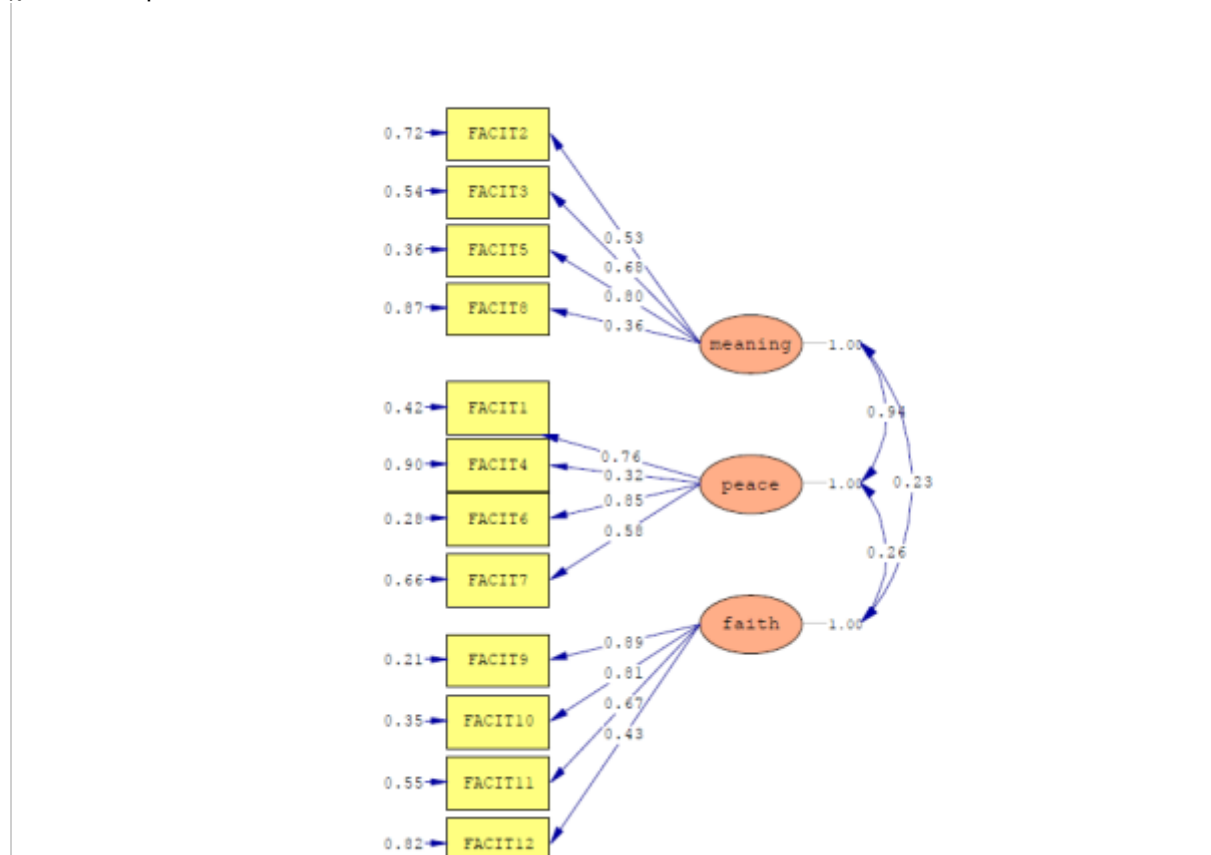 0.72 FACIT2
0.54 FACIT3
0.53
0.36 FACIT5
0.68
0.80
0.87 FACIT8
0.36
meaning 1.00
0.42 FACIT1
0.94
0.76
0.90 FACIT4
0.32
peace 1.00 0.23
0.85
0.28 FACIT6
0.58
0.26
0.66 FACIT7
faith 1.00
0.89
0.21 FACIT9
0.81
0.67
0.35 FACIT10
0.43
0.55 FACIT11
0.82 FACIT12